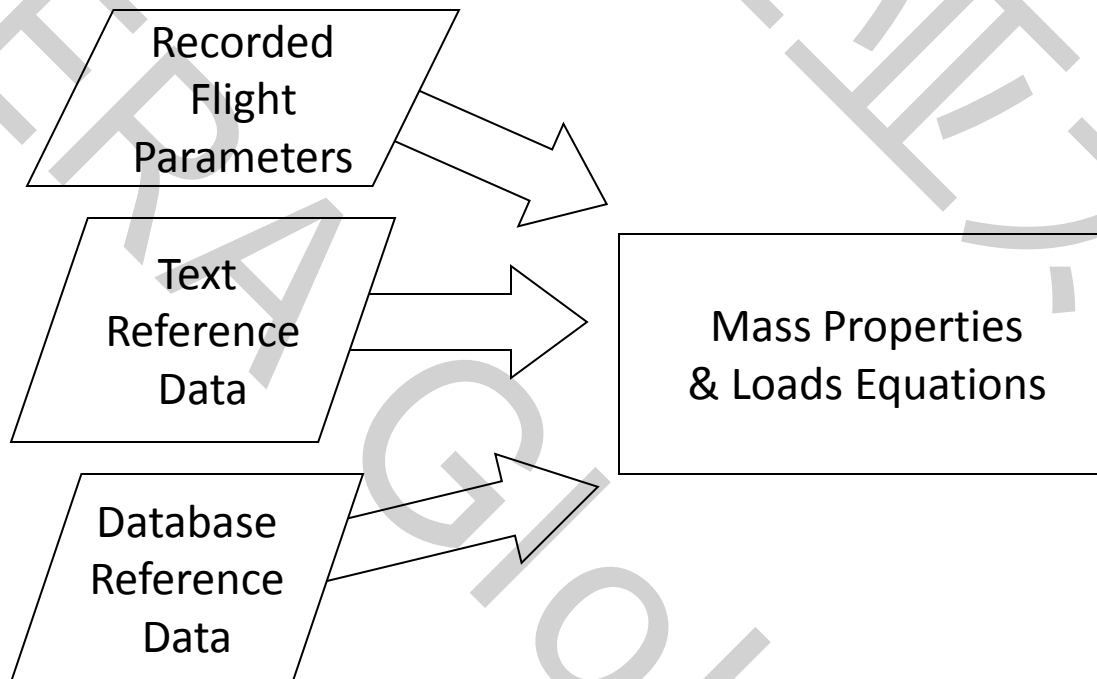 Recorded
Flight
Parameters
Text
Reference
Data
Mass Properties
& Loads Equations
Database
Reference
Data